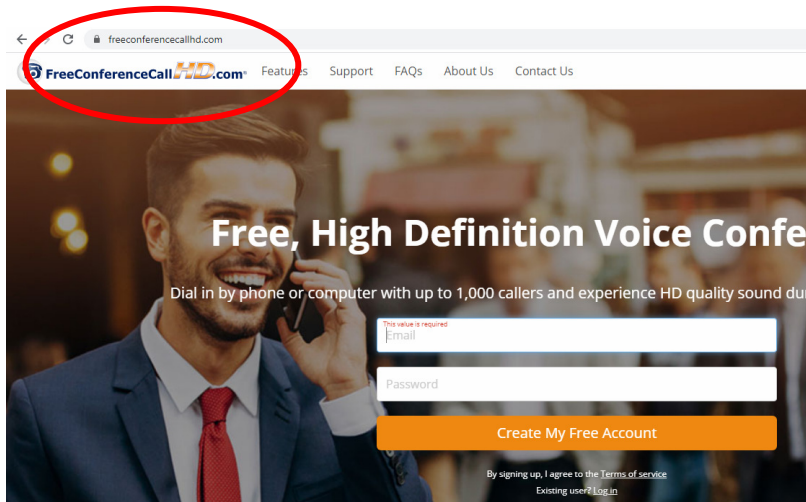 freeconferencecallhd.com
FreeConferenceCallHD.com®
Features Support FAQs About Us Contact Us
Free, High Definition Voice Confe
Dial in by phone or computer with up to 1,000 callers and experience HD quality sound du
This value is required
Email
Password
Create My Free Account
By signing up, I agree to the Terms of service
Existing user? Log in